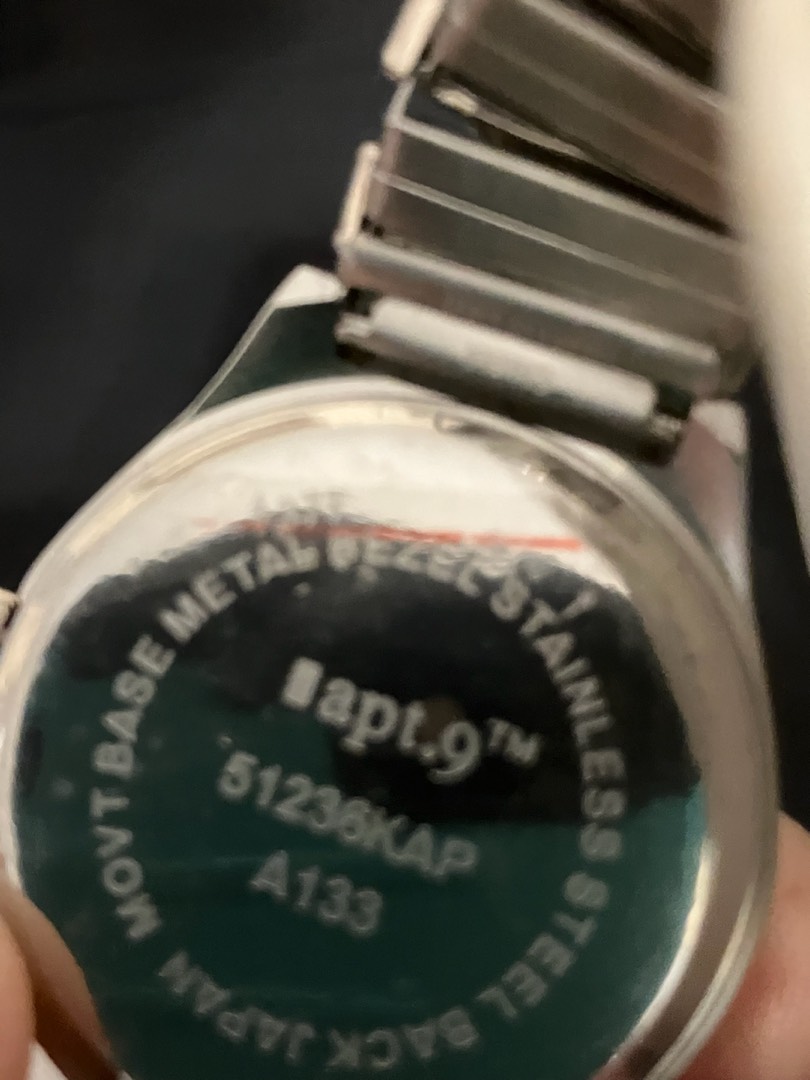 JAPAN MOVT BASE METAL BEZEL STAINLESS STEEL BACK
apt.9™
51236KAP
A133